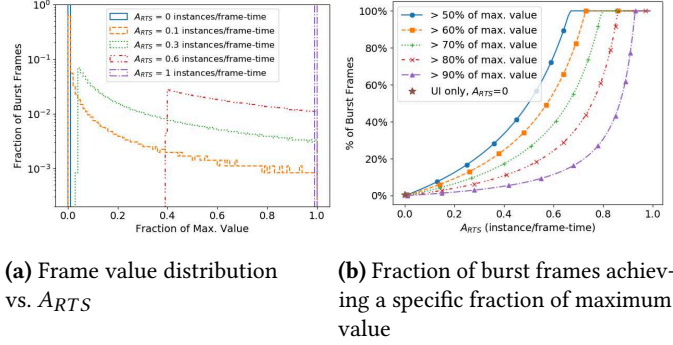 A_RTS = 0 instances/frame-time
A_RTS = 0.1 instances/frame-time
A_RTS = 0.3 instances/frame-time
A_RTS = 0.6 instances/frame-time
A_RTS = 1 instances/frame-time
Fraction of Burst Frames
10⁰
10⁻¹
10⁻²
10⁻³
0.0 0.2 0.4 0.6 0.8 1.0
Fraction of Max. Value
> 50% of max. value
> 60% of max. value
> 70% of max. value
> 80% of max. value
> 90% of max. value
UI only, A_RTS=0
% of Burst Frames
100%
80%
60%
40%
20%
0%
0.0 0.2 0.4 0.6 0.8 1.0
A_RTS (instance/frame-time)
(a) Frame value distribution
vs. A_RTS
(b) Fraction of burst frames achiev-
ing a specific fraction of maximum
value